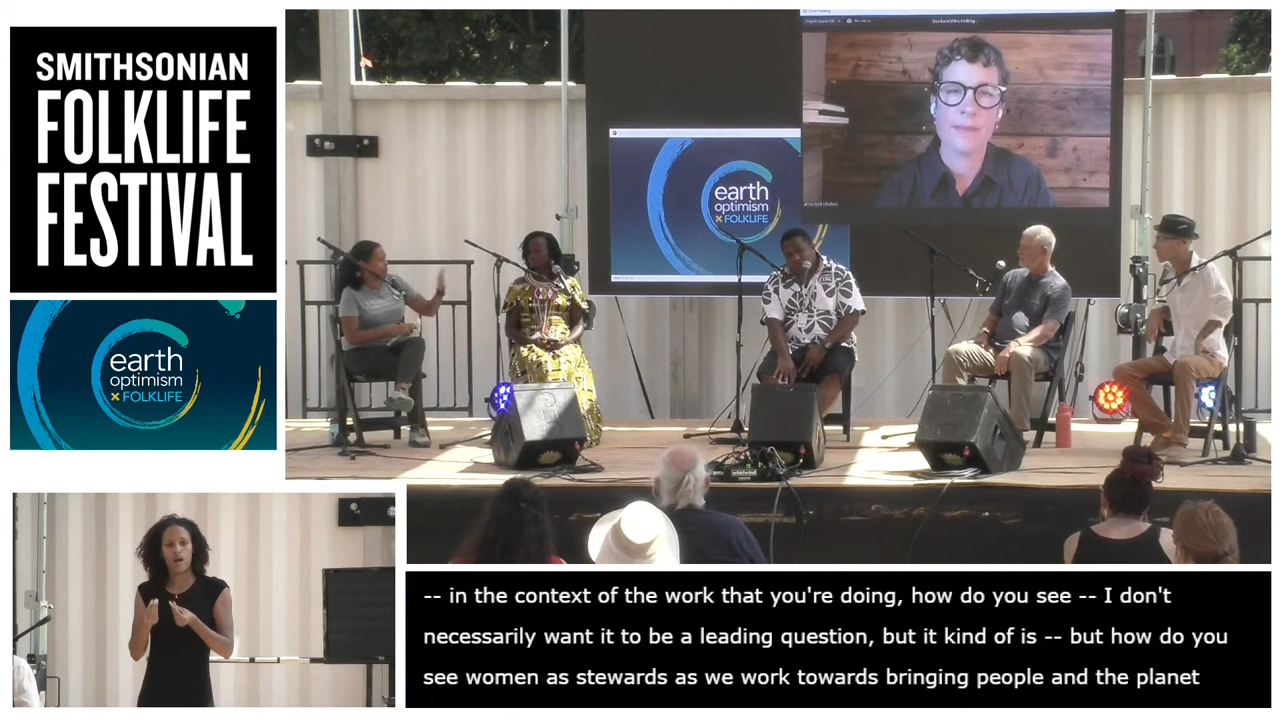 SMITHSONIAN
FOLKLIFE
FESTIVAL
earth
optimism
× FOLKLIFE
earth
optimism
× FOLKLIFE
-- in the context of the work that you're doing, how do you see -- I don't
necessarily want it to be a leading question, but it kind of is -- but how do you
see women as stewards as we work towards bringing people and the planet